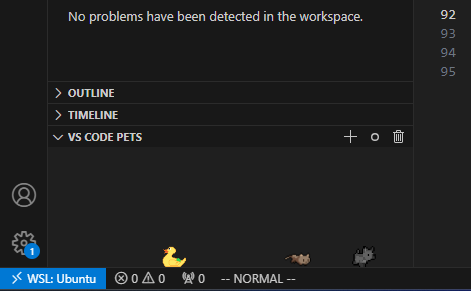 No problems have been detected in the workspace.
92
93
94
95
OUTLINE
TIMELINE
VS CODE PETS
1
WSL: Ubuntu
0
0
0
-- NORMAL --